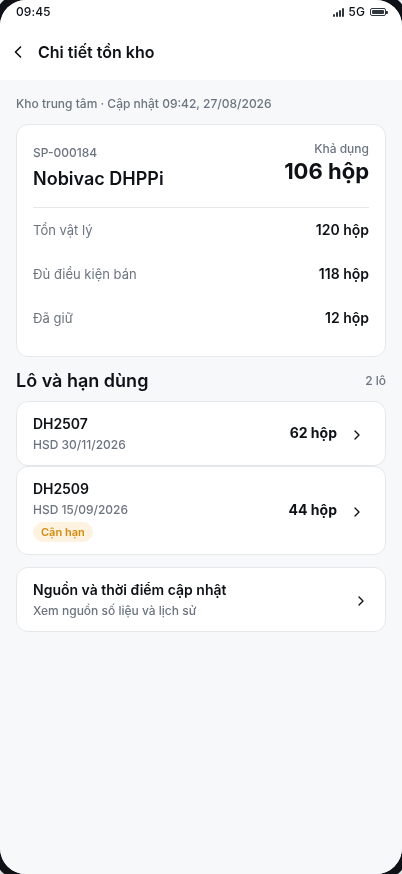 09:45
5G
Chi tiết tồn kho
Kho trung tâm · Cập nhật 09:42, 27/08/2026
SP-000184
Khả dụng
Nobivac DHPPi
106 hộp
Tồn vật lý
120 hộp
Đủ điều kiện bán
118 hộp
Đã giữ
12 hộp
Lô và hạn dùng
2 lô
DH2507
HSD 30/11/2026
62 hộp
DH2509
HSD 15/09/2026
Cận hạn
44 hộp
Nguồn và thời điểm cập nhật
Xem nguồn số liệu và lịch sử